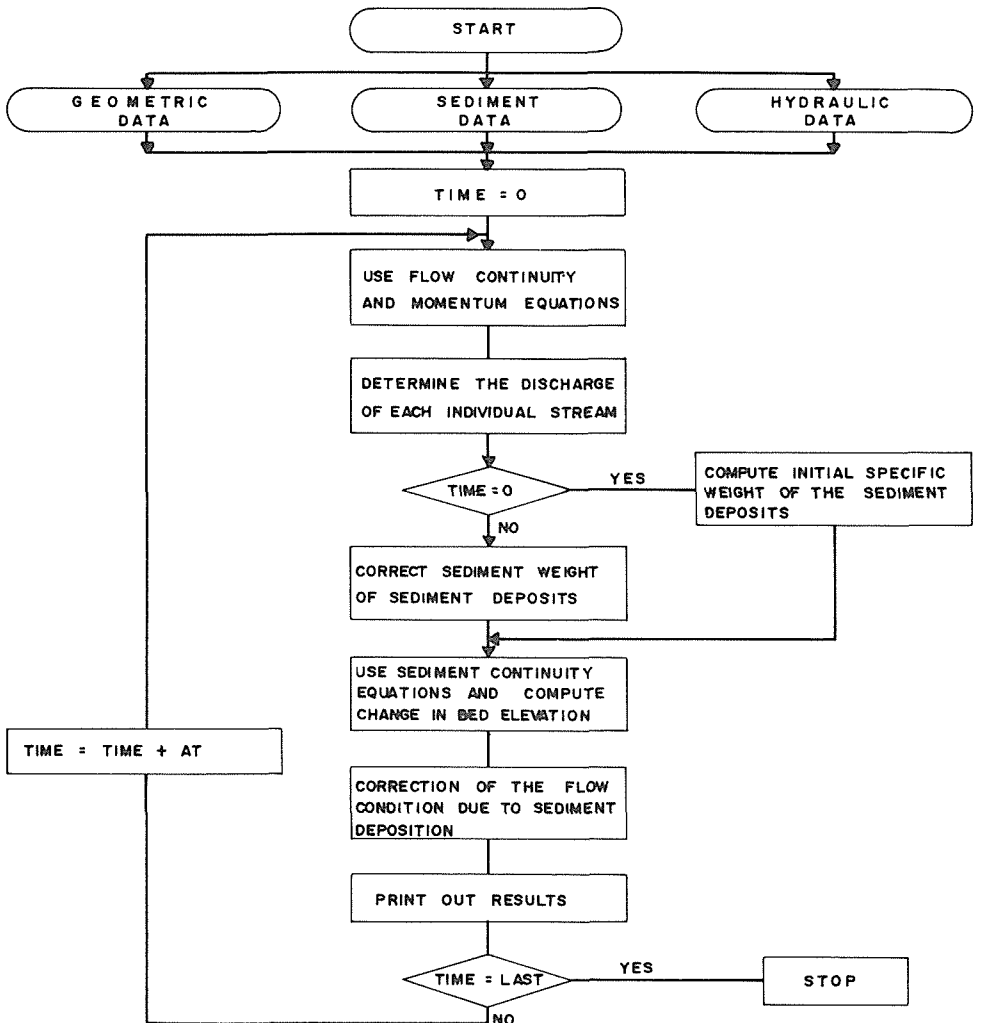 START
GEOMETRIC
DATA
SEDIMENT
DATA
HYDRAULIC
DATA
TIME = 0
USE FLOW CONTINUITY
AND MOMENTUM EQUATIONS
DETERMINE THE DISCHARGE
OF EACH INDIVIDUAL STREAM
TIME = 0
YES
COMPUTE INITIAL SPECIFIC
WEIGHT OF THE SEDIMENT
DEPOSITS
NO
CORRECT SEDIMENT WEIGHT
OF SEDIMENT DEPOSITS
USE SEDIMENT CONTINUITY
EQUATIONS AND COMPUTE
CHANGE IN BED ELEVATION
TIME = TIME + AT
CORRECTION OF THE FLOW
CONDITION DUE TO SEDIMENT
DEPOSITION
PRINT OUT RESULTS
TIME = LAST
YES
STOP
NO